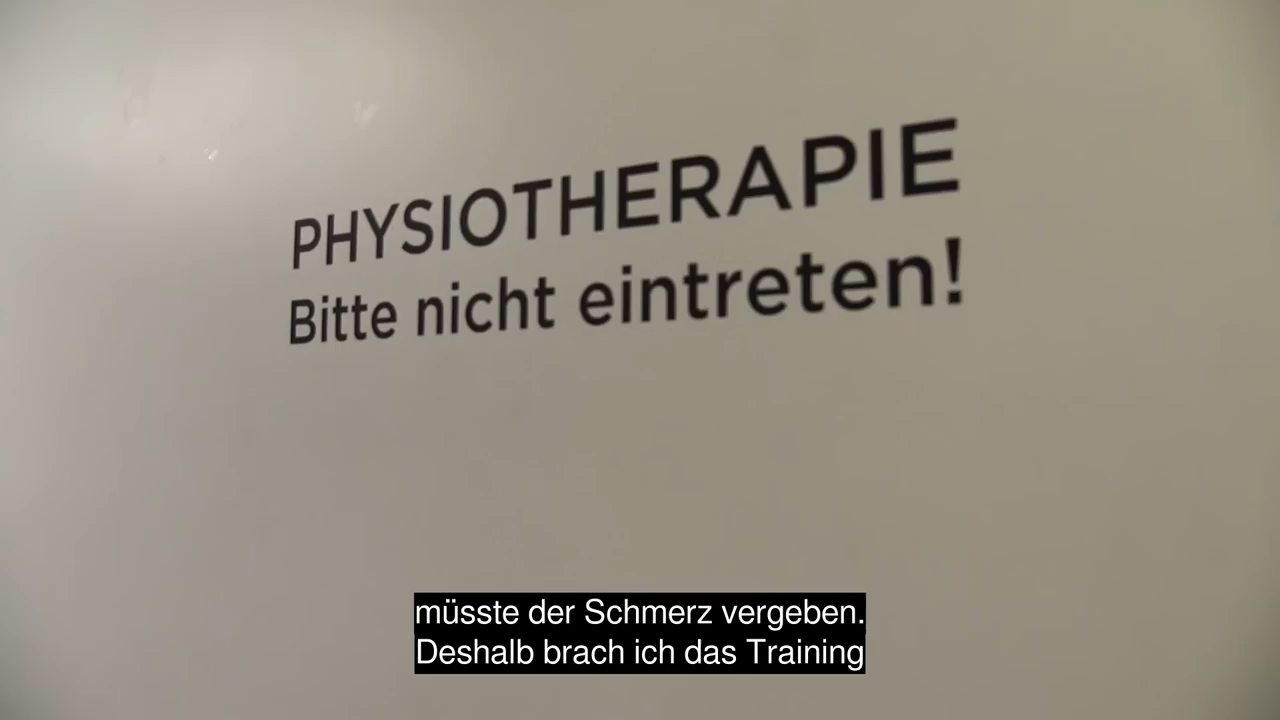 PHYSIOTHERAPIE
Bitte nicht eintreten!
müsste der Schmerz vergeben.
Deshalb brach ich das Training